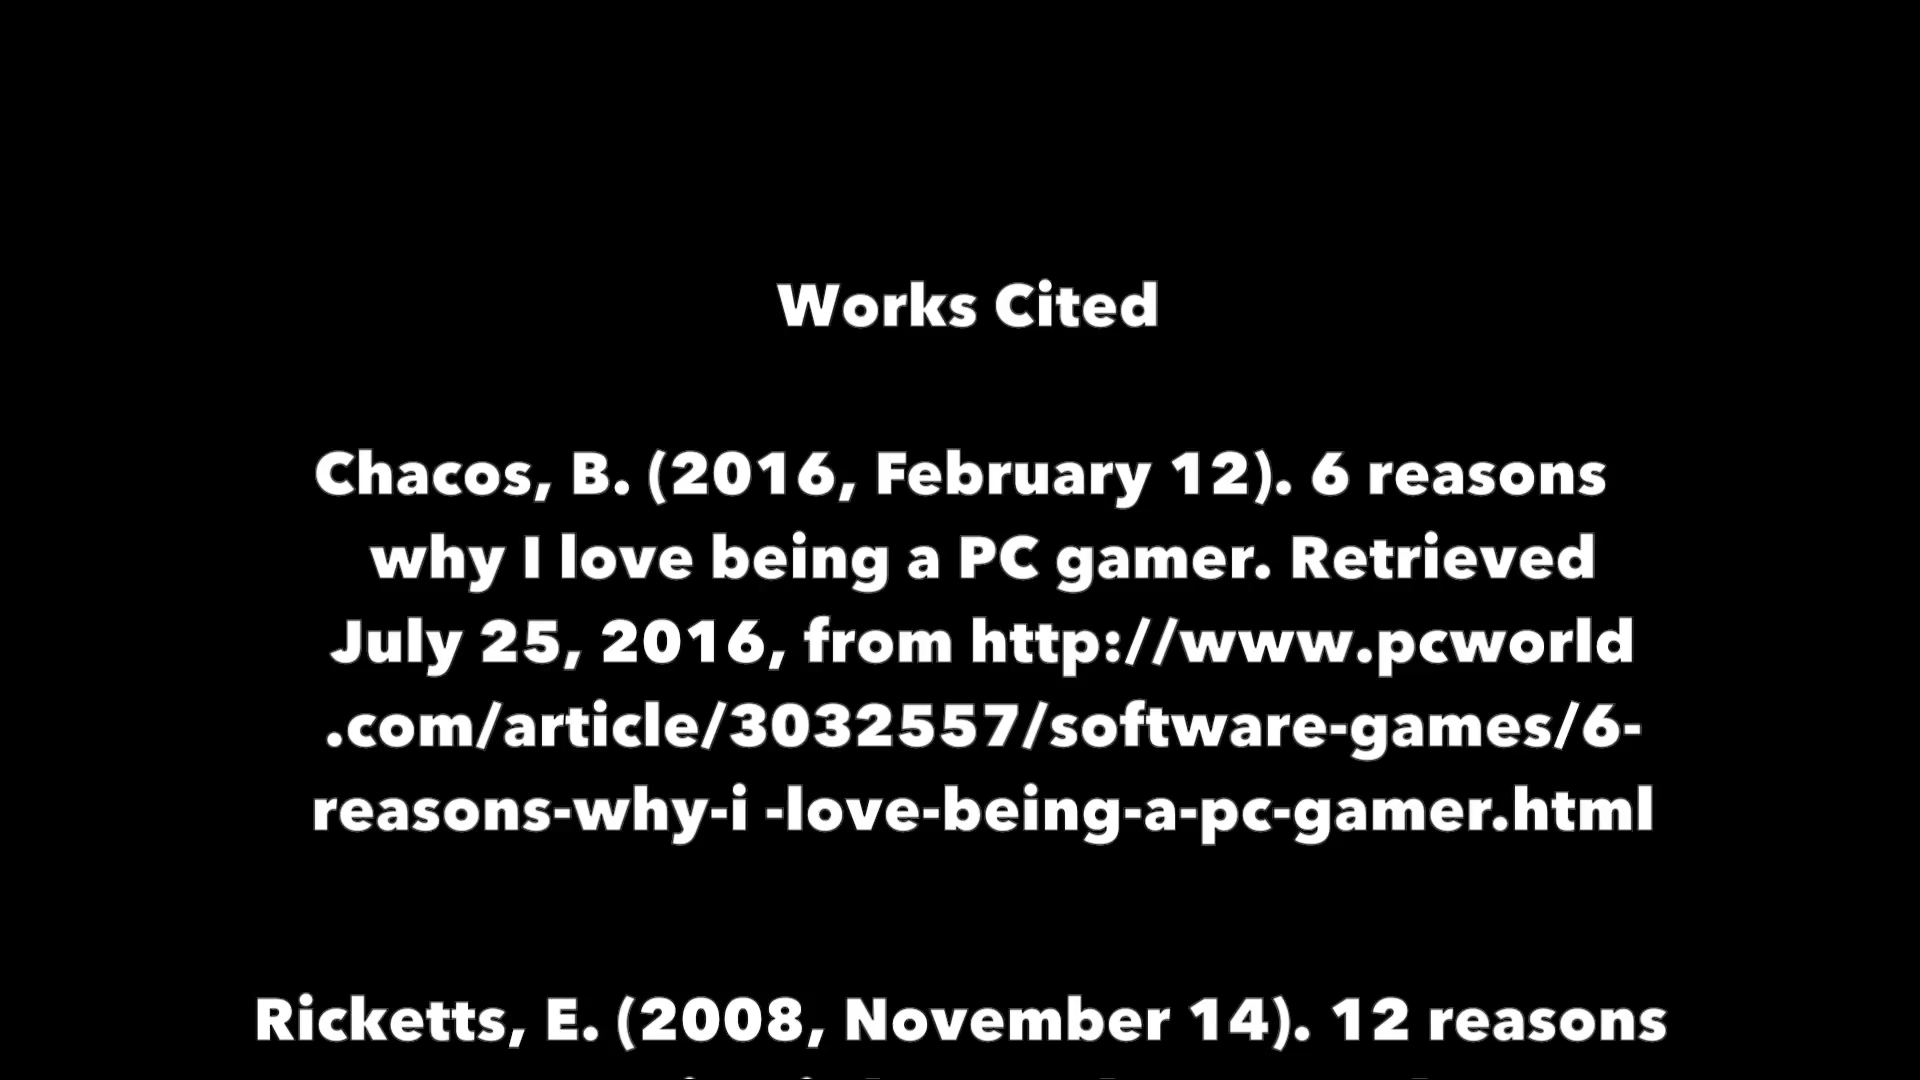 Works Cited
Chacos, B. (2016, February 12). 6 reasons
why I love being a PC gamer. Retrieved
July 25, 2016, from http://www.pcworld
.com/article/3032557/software-games/6-
reasons-why-i -love-being-a-pc-gamer.html
Ricketts, E. (2008, November 14). 12 reasons